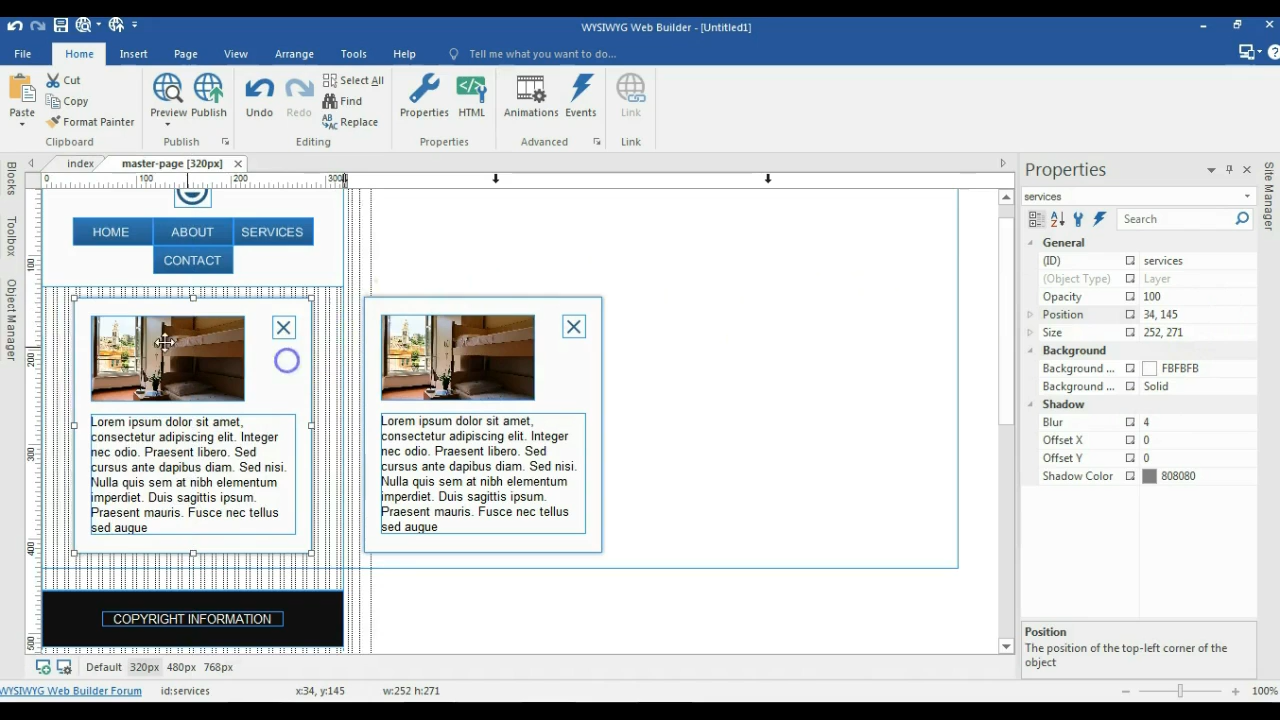 WYSIWYG Web Builder - [Untitled1]
File Home Insert Page View Arrange Tools Help Tell me what you want to do...
Paste
Cut
Copy
Format Painter
Clipboard
Preview Publish
Publish
Undo Redo
Select All
Find
Replace
Editing
Properties HTML
Properties
Animations Events
Advanced
Link
Link
index master-page [320px]
Blocks
Toolbox
Object Manager
0 100 200 300
100
200
300
400
500
HOME ABOUT SERVICES
CONTACT
Lorem ipsum dolor sit amet,
consectetur adipiscing elit. Integer
nec odio. Praesent libero. Sed
cursus ante dapibus diam. Sed nisi.
Nulla quis sem at nibh elementum
imperdiet. Duis sagittis ipsum.
Praesent mauris. Fusce nec tellus
sed augue
Lorem ipsum dolor sit amet,
consectetur adipiscing elit. Integer
nec odio. Praesent libero. Sed
cursus ante dapibus diam. Sed nisi.
Nulla quis sem at nibh elementum
imperdiet. Duis sagittis ipsum.
Praesent mauris. Fusce nec tellus
sed augue
COPYRIGHT INFORMATION
Properties
services
Search
General
(ID) services
(Object Type) Layer
Opacity 100
Position 34, 145
Size 252, 271
Background
Background ... FBFBFB
Background ... Solid
Shadow
Blur 4
Offset X 0
Offset Y 0
Shadow Color 808080
Position
The position of the top-left corner of the
object
Site Manager
Default 320px 480px 768px
WYSIWYG Web Builder Forum id:services x:34, y:145 w:252 h:271 100%